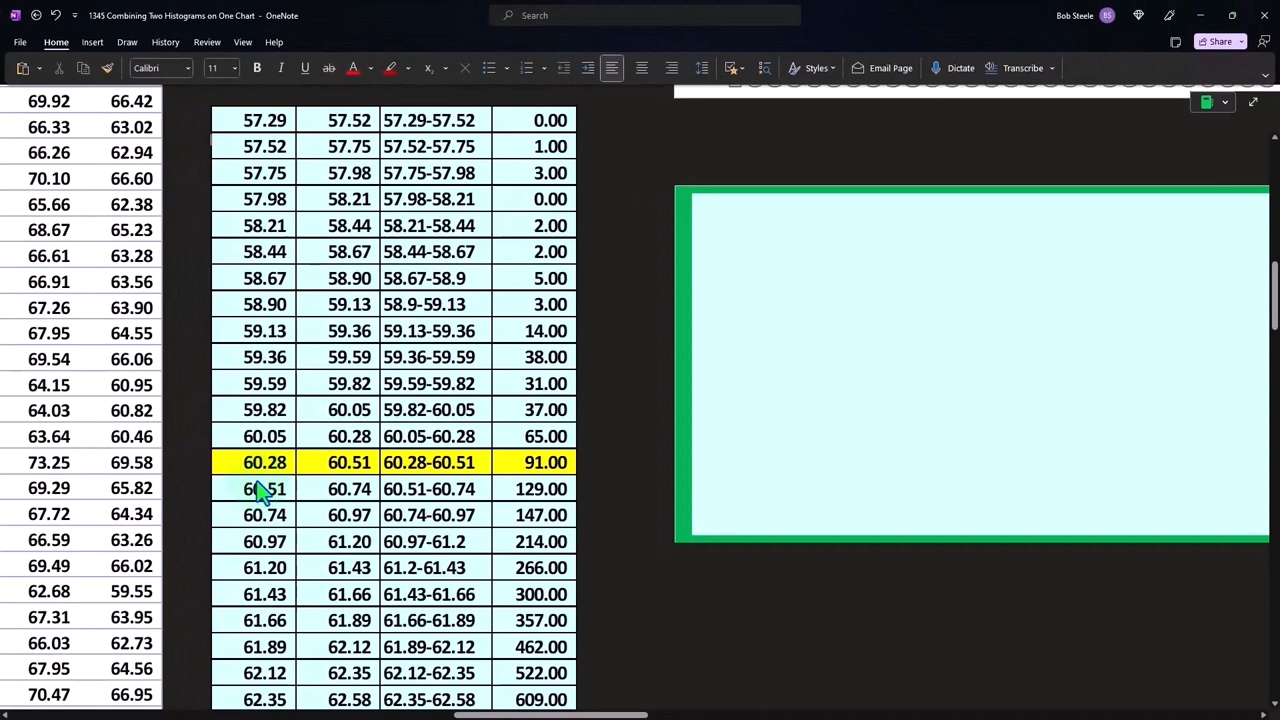 1345 Combining Two Histograms on One Chart - OneNote
Search
Bob Steele BS
File Home Insert Draw History Review View Help
Share
Calibri 11 B I U ab A Styles Email Page Dictate Transcribe
69.92 66.42
66.33 63.02
66.26 62.94
70.10 66.60
65.66 62.38
68.67 65.23
66.61 63.28
66.91 63.56
67.26 63.90
67.95 64.55
69.54 66.06
64.15 60.95
64.03 60.82
63.64 60.46
73.25 69.58
69.29 65.82
67.72 64.34
66.59 63.26
69.49 66.02
62.68 59.55
67.31 63.95
66.03 62.73
67.95 64.56
70.47 66.95
57.29 57.52 57.29-57.52 0.00
57.52 57.75 57.52-57.75 1.00
57.75 57.98 57.75-57.98 3.00
57.98 58.21 57.98-58.21 0.00
58.21 58.44 58.21-58.44 2.00
58.44 58.67 58.44-58.67 2.00
58.67 58.90 58.67-58.9 5.00
58.90 59.13 58.9-59.13 3.00
59.13 59.36 59.13-59.36 14.00
59.36 59.59 59.36-59.59 38.00
59.59 59.82 59.59-59.82 31.00
59.82 60.05 59.82-60.05 37.00
60.05 60.28 60.05-60.28 65.00
60.28 60.51 60.28-60.51 91.00
60.51 60.74 60.51-60.74 129.00
60.74 60.97 60.74-60.97 147.00
60.97 61.20 60.97-61.2 214.00
61.20 61.43 61.2-61.43 266.00
61.43 61.66 61.43-61.66 300.00
61.66 61.89 61.66-61.89 357.00
61.89 62.12 61.89-62.12 462.00
62.12 62.35 62.12-62.35 522.00
62.35 62.58 62.35-62.58 609.00